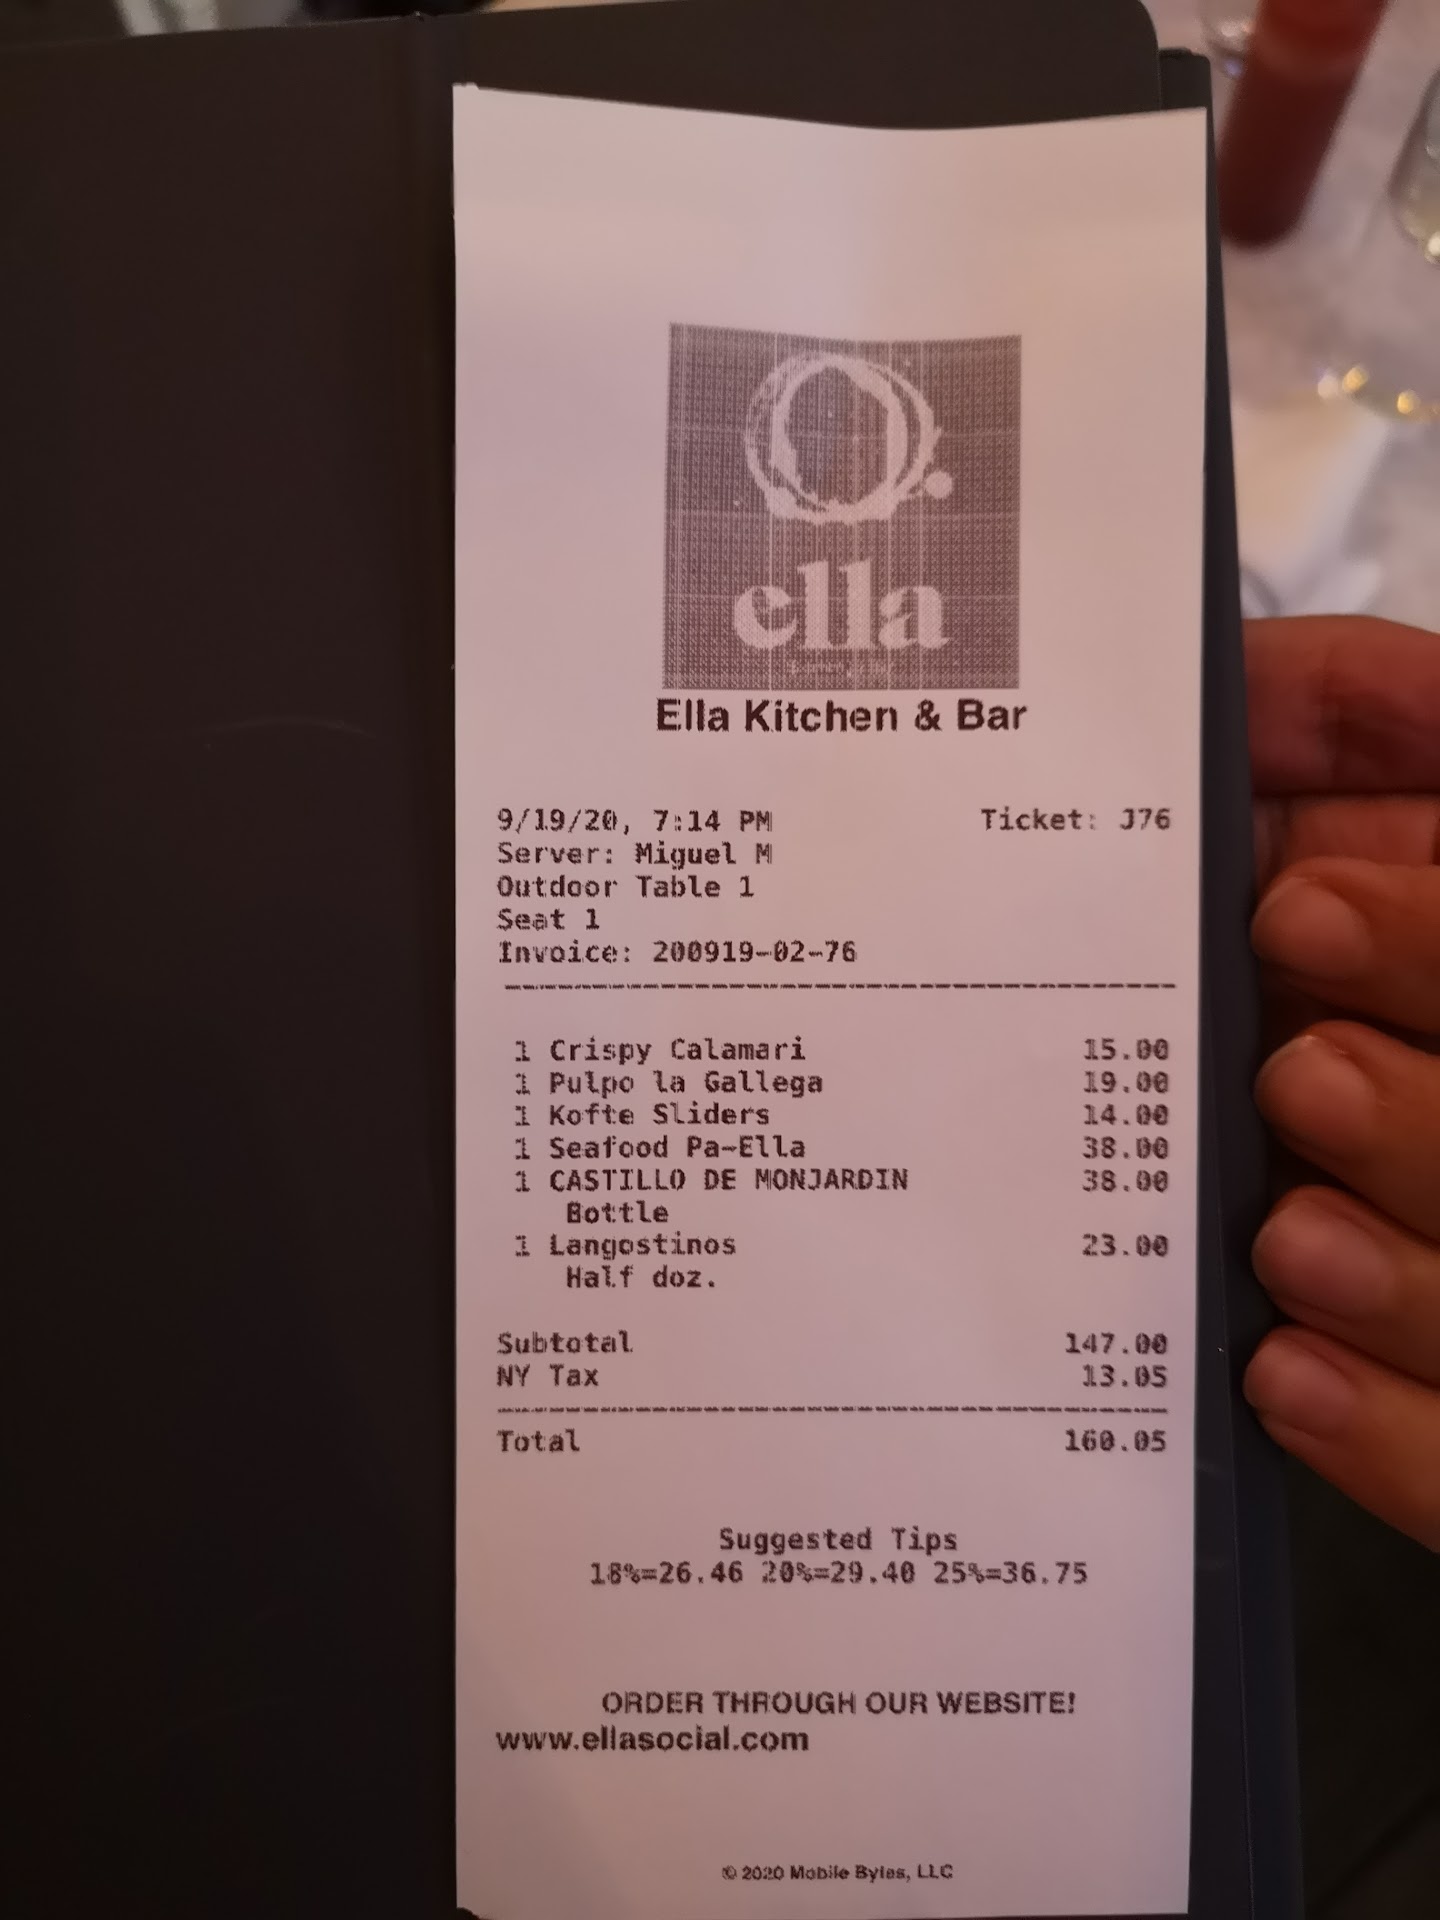 ella
Ella Kitchen & Bar
9/19/20, 7:14 PM Ticket: J76
Server: Miguel M
Outdoor Table 1
Seat 1
Invoice: 200919-02-76
1 Crispy Calamari 15.00
1 Pulpo la Gallega 19.00
1 Kofte Sliders 14.00
1 Seafood Pa-Ella 38.00
1 CASTILLO DE MONJARDIN 38.00
Bottle
1 Langostinos 23.00
Half doz.
Subtotal 147.00
NY Tax 13.05
Total 160.05
Suggested Tips
18%=26.46 20%=29.40 25%=36.75
ORDER THROUGH OUR WEBSITE!
www.ellasocial.com
© 2020 Mobile Bytes, LLC